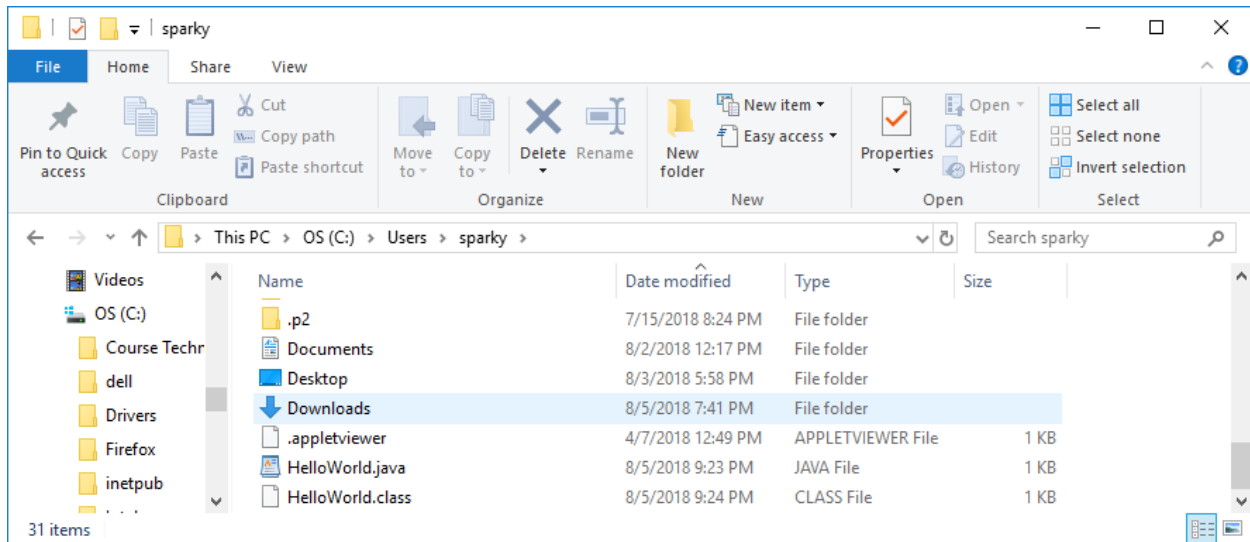 sparky
File Home Share View
Pin to Quick access
Copy
Paste
Cut
Copy path
Paste shortcut
Clipboard
Move to
Copy to
Delete
Rename
Organize
New folder
New item
Easy access
New
Properties
Open
Edit
History
Open
Select all
Select none
Invert selection
Select
This PC > OS (C:) > Users > sparky >
Search sparky
Videos
OS (C:)
Course Techr
dell
Drivers
Firefox
inetpub
Name Date modified Type Size
.p2 7/15/2018 8:24 PM File folder
Documents 8/2/2018 12:17 PM File folder
Desktop 8/3/2018 5:58 PM File folder
Downloads 8/5/2018 7:41 PM File folder
.appletviewer 4/7/2018 12:49 PM APPLETVIEWER File 1 KB
HelloWorld.java 8/5/2018 9:23 PM JAVA File 1 KB
HelloWorld.class 8/5/2018 9:24 PM CLASS File 1 KB
31 items